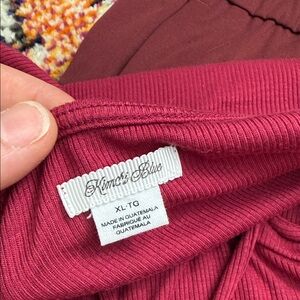 Kimchi Blue
XL-TG
MADE IN GUATEMALA
FABRIQUÉ AU
GUATEMALA